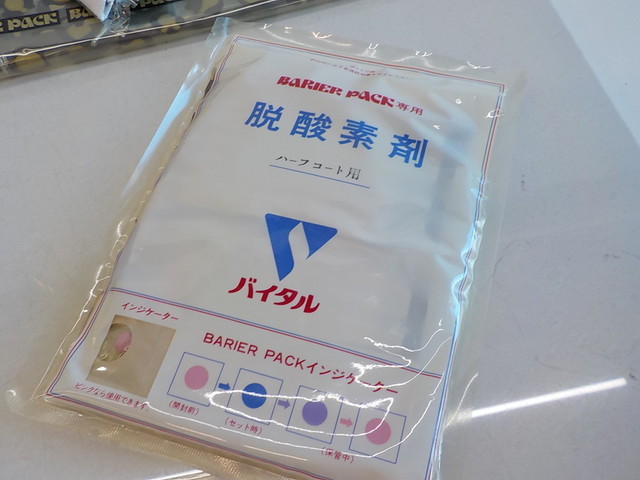 PACK
BARIER PACK
BARIER PACK専用
脱酸素剤
ハーフコート用
バイタル
インジケーター
BARIER PACKインジケーター
ピンクなら使用できます
(開封前)
(セット時)
(保管中)